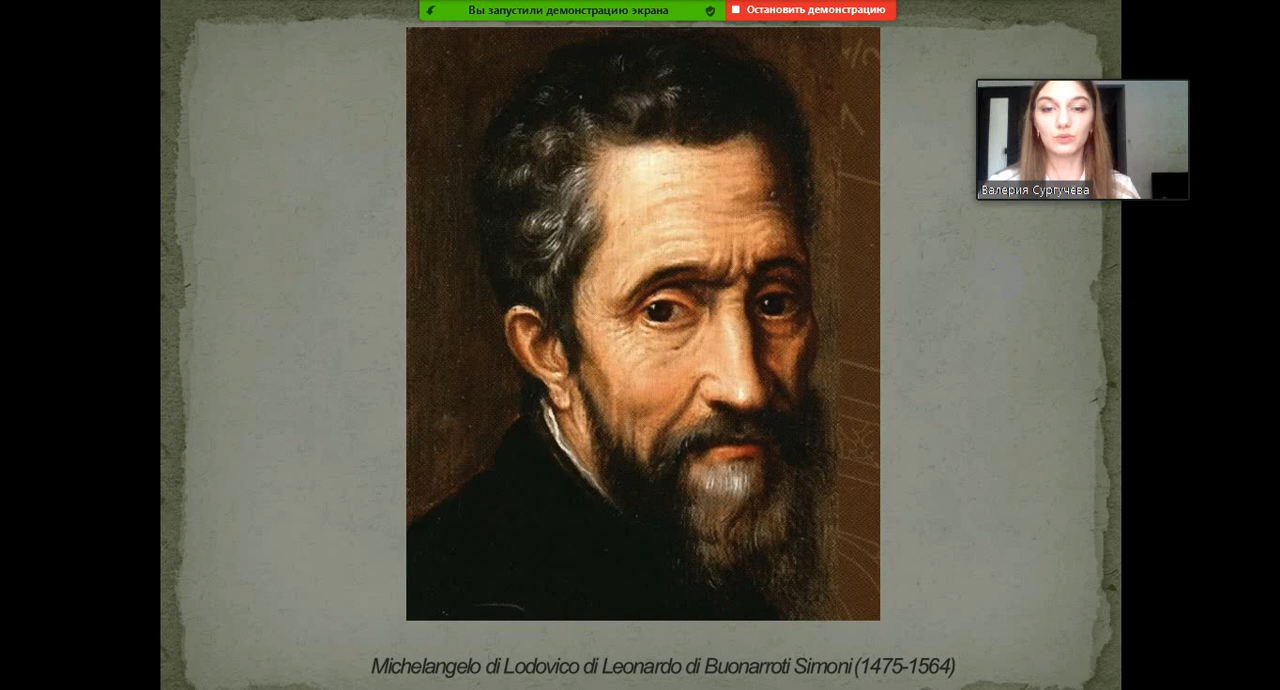 Вы запустили демонстрацию экрана
Остановить демонстрацию
Валерия Сургучёва
Michelangelo di Lodovico di Leonardo di Buonarroti Simoni (1475-1564)